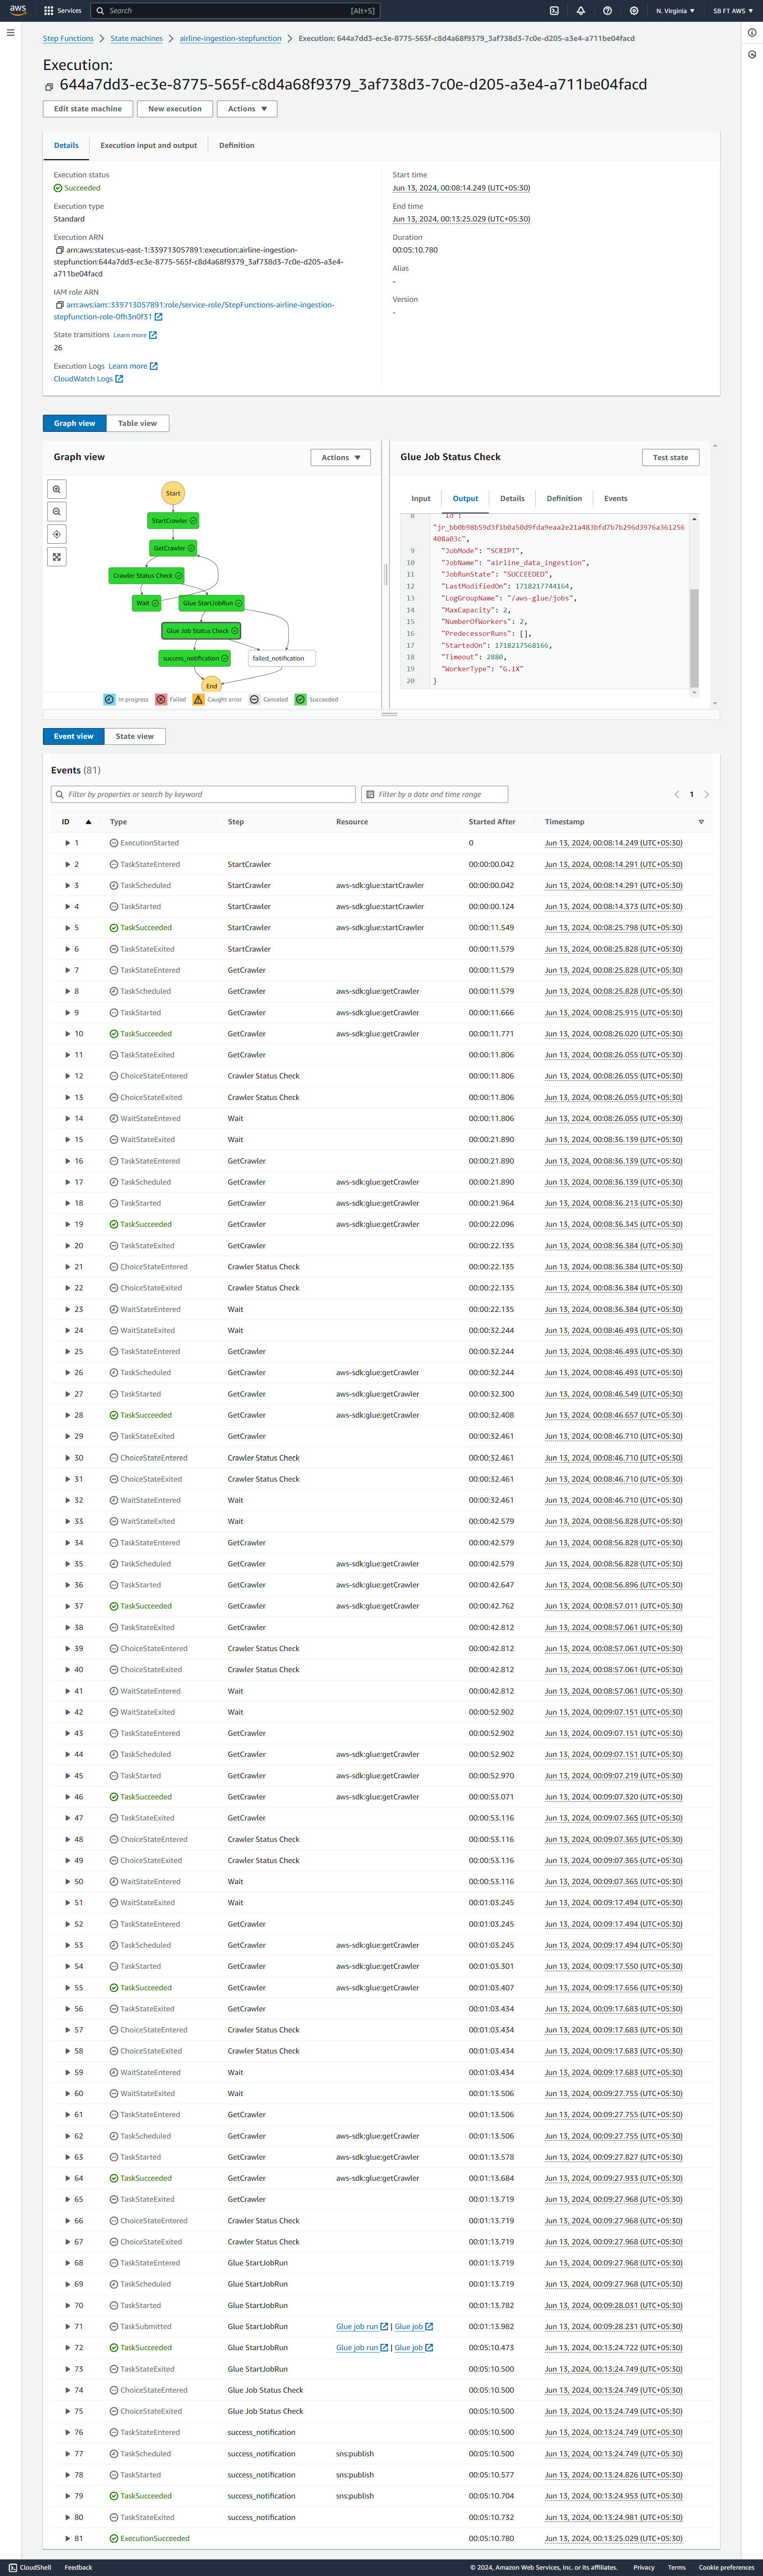 aws Services Search [Alt+S] N. Virginia SB FT AWS
Step Functions > State machines > airline-ingestion-stepfunction > Execution: 644a7dd3-ec3e-8775-565f-c8d4a68f9379_3af738d3-7c0e-d205-a3e4-a711be04facd
Execution:
644a7dd3-ec3e-8775-565f-c8d4a68f9379_3af738d3-7c0e-d205-a3e4-a711be04facd
Edit state machine New execution Actions
Details Execution input and output Definition
Execution status
Succeeded
Execution type
Standard
Execution ARN
arn:aws:states:us-east-1:339713057891:execution:airline-ingestion-
stepfunction:644a7dd3-ec3e-8775-565f-c8d4a68f9379_3af738d3-7c0e-d205-a3e4-
a711be04facd
IAM role ARN
arn:aws:iam::339713057891:role/service-role/StepFunctions-airline-ingestion-
stepfunction-role-0fh3n0f31
State transitions Learn more
26
Execution Logs Learn more
CloudWatch Logs
Start time
Jun 13, 2024, 00:08:14.249 (UTC+05:30)
End time
Jun 13, 2024, 00:13:25.029 (UTC+05:30)
Duration
00:05:10.780
Alias
-
Version
-
Graph view Table view
Graph view Actions
Start
StartCrawler
GetCrawler
Crawler Status Check
Wait Glue StartJobRun
Glue Job Status Check
success_notification failed_notification
End
In progress Failed Caught error Canceled Succeeded
Glue Job Status Check Test state
Input Output Details Definition Events
8 "Id":
"jr_bb0b98b59d3f1b0a50d9fda9eaa2e21a483bfd7b7b296d3976a361256
408a03c",
9 "JobMode": "SCRIPT",
10 "JobName": "airline_data_ingestion",
11 "JobRunState": "SUCCEEDED",
12 "LastModifiedOn": 1718217744164,
13 "LogGroupName": "/aws-glue/jobs",
14 "MaxCapacity": 2,
15 "NumberOfWorkers": 2,
16 "PredecessorRuns": [],
17 "StartedOn": 1718217568166,
18 "Timeout": 2880,
19 "WorkerType": "G.1X"
20 }
Event view State view
Events (81)
Filter by properties or search by keyword Filter by a date and time range 1
ID Type Step Resource Started After Timestamp
1 ExecutionStarted 0 Jun 13, 2024, 00:08:14.249 (UTC+05:30)
2 TaskStateEntered StartCrawler 00:00:00.042 Jun 13, 2024, 00:08:14.291 (UTC+05:30)
3 TaskScheduled StartCrawler aws-sdk:glue:startCrawler 00:00:00.042 Jun 13, 2024, 00:08:14.291 (UTC+05:30)
4 TaskStarted StartCrawler aws-sdk:glue:startCrawler 00:00:00.124 Jun 13, 2024, 00:08:14.373 (UTC+05:30)
5 TaskSucceeded StartCrawler aws-sdk:glue:startCrawler 00:00:11.549 Jun 13, 2024, 00:08:25.798 (UTC+05:30)
6 TaskStateExited StartCrawler 00:00:11.579 Jun 13, 2024, 00:08:25.828 (UTC+05:30)
7 TaskStateEntered GetCrawler 00:00:11.579 Jun 13, 2024, 00:08:25.828 (UTC+05:30)
8 TaskScheduled GetCrawler aws-sdk:glue:getCrawler 00:00:11.579 Jun 13, 2024, 00:08:25.828 (UTC+05:30)
9 TaskStarted GetCrawler aws-sdk:glue:getCrawler 00:00:11.666 Jun 13, 2024, 00:08:25.915 (UTC+05:30)
10 TaskSucceeded GetCrawler aws-sdk:glue:getCrawler 00:00:11.771 Jun 13, 2024, 00:08:26.020 (UTC+05:30)
11 TaskStateExited GetCrawler 00:00:11.806 Jun 13, 2024, 00:08:26.055 (UTC+05:30)
12 ChoiceStateEntered Crawler Status Check 00:00:11.806 Jun 13, 2024, 00:08:26.055 (UTC+05:30)
13 ChoiceStateExited Crawler Status Check 00:00:11.806 Jun 13, 2024, 00:08:26.055 (UTC+05:30)
14 WaitStateEntered Wait 00:00:11.806 Jun 13, 2024, 00:08:26.055 (UTC+05:30)
15 WaitStateExited Wait 00:00:21.890 Jun 13, 2024, 00:08:36.139 (UTC+05:30)
16 TaskStateEntered GetCrawler 00:00:21.890 Jun 13, 2024, 00:08:36.139 (UTC+05:30)
17 TaskScheduled GetCrawler aws-sdk:glue:getCrawler 00:00:21.890 Jun 13, 2024, 00:08:36.139 (UTC+05:30)
18 TaskStarted GetCrawler aws-sdk:glue:getCrawler 00:00:21.964 Jun 13, 2024, 00:08:36.213 (UTC+05:30)
19 TaskSucceeded GetCrawler aws-sdk:glue:getCrawler 00:00:22.096 Jun 13, 2024, 00:08:36.345 (UTC+05:30)
20 TaskStateExited GetCrawler 00:00:22.135 Jun 13, 2024, 00:08:36.384 (UTC+05:30)
21 ChoiceStateEntered Crawler Status Check 00:00:22.135 Jun 13, 2024, 00:08:36.384 (UTC+05:30)
22 ChoiceStateExited Crawler Status Check 00:00:22.135 Jun 13, 2024, 00:08:36.384 (UTC+05:30)
23 WaitStateEntered Wait 00:00:22.135 Jun 13, 2024, 00:08:36.384 (UTC+05:30)
24 WaitStateExited Wait 00:00:32.244 Jun 13, 2024, 00:08:46.493 (UTC+05:30)
25 TaskStateEntered GetCrawler 00:00:32.244 Jun 13, 2024, 00:08:46.493 (UTC+05:30)
26 TaskScheduled GetCrawler aws-sdk:glue:getCrawler 00:00:32.244 Jun 13, 2024, 00:08:46.493 (UTC+05:30)
27 TaskStarted GetCrawler aws-sdk:glue:getCrawler 00:00:32.300 Jun 13, 2024, 00:08:46.549 (UTC+05:30)
28 TaskSucceeded GetCrawler aws-sdk:glue:getCrawler 00:00:32.408 Jun 13, 2024, 00:08:46.657 (UTC+05:30)
29 TaskStateExited GetCrawler 00:00:32.461 Jun 13, 2024, 00:08:46.710 (UTC+05:30)
30 ChoiceStateEntered Crawler Status Check 00:00:32.461 Jun 13, 2024, 00:08:46.710 (UTC+05:30)
31 ChoiceStateExited Crawler Status Check 00:00:32.461 Jun 13, 2024, 00:08:46.710 (UTC+05:30)
32 WaitStateEntered Wait 00:00:32.461 Jun 13, 2024, 00:08:46.710 (UTC+05:30)
33 WaitStateExited Wait 00:00:42.579 Jun 13, 2024, 00:08:56.828 (UTC+05:30)
34 TaskStateEntered GetCrawler 00:00:42.579 Jun 13, 2024, 00:08:56.828 (UTC+05:30)
35 TaskScheduled GetCrawler aws-sdk:glue:getCrawler 00:00:42.579 Jun 13, 2024, 00:08:56.828 (UTC+05:30)
36 TaskStarted GetCrawler aws-sdk:glue:getCrawler 00:00:42.647 Jun 13, 2024, 00:08:56.896 (UTC+05:30)
37 TaskSucceeded GetCrawler aws-sdk:glue:getCrawler 00:00:42.762 Jun 13, 2024, 00:08:57.011 (UTC+05:30)
38 TaskStateExited GetCrawler 00:00:42.812 Jun 13, 2024, 00:08:57.061 (UTC+05:30)
39 ChoiceStateEntered Crawler Status Check 00:00:42.812 Jun 13, 2024, 00:08:57.061 (UTC+05:30)
40 ChoiceStateExited Crawler Status Check 00:00:42.812 Jun 13, 2024, 00:08:57.061 (UTC+05:30)
41 WaitStateEntered Wait 00:00:42.812 Jun 13, 2024, 00:08:57.061 (UTC+05:30)
42 WaitStateExited Wait 00:00:52.902 Jun 13, 2024, 00:09:07.151 (UTC+05:30)
43 TaskStateEntered GetCrawler 00:00:52.902 Jun 13, 2024, 00:09:07.151 (UTC+05:30)
44 TaskScheduled GetCrawler aws-sdk:glue:getCrawler 00:00:52.902 Jun 13, 2024, 00:09:07.151 (UTC+05:30)
45 TaskStarted GetCrawler aws-sdk:glue:getCrawler 00:00:52.970 Jun 13, 2024, 00:09:07.219 (UTC+05:30)
46 TaskSucceeded GetCrawler aws-sdk:glue:getCrawler 00:00:53.071 Jun 13, 2024, 00:09:07.320 (UTC+05:30)
47 TaskStateExited GetCrawler 00:00:53.116 Jun 13, 2024, 00:09:07.365 (UTC+05:30)
48 ChoiceStateEntered Crawler Status Check 00:00:53.116 Jun 13, 2024, 00:09:07.365 (UTC+05:30)
49 ChoiceStateExited Crawler Status Check 00:00:53.116 Jun 13, 2024, 00:09:07.365 (UTC+05:30)
50 WaitStateEntered Wait 00:00:53.116 Jun 13, 2024, 00:09:07.365 (UTC+05:30)
51 WaitStateExited Wait 00:01:03.245 Jun 13, 2024, 00:09:17.494 (UTC+05:30)
52 TaskStateEntered GetCrawler 00:01:03.245 Jun 13, 2024, 00:09:17.494 (UTC+05:30)
53 TaskScheduled GetCrawler aws-sdk:glue:getCrawler 00:01:03.245 Jun 13, 2024, 00:09:17.494 (UTC+05:30)
54 TaskStarted GetCrawler aws-sdk:glue:getCrawler 00:01:03.301 Jun 13, 2024, 00:09:17.550 (UTC+05:30)
55 TaskSucceeded GetCrawler aws-sdk:glue:getCrawler 00:01:03.407 Jun 13, 2024, 00:09:17.656 (UTC+05:30)
56 TaskStateExited GetCrawler 00:01:03.434 Jun 13, 2024, 00:09:17.683 (UTC+05:30)
57 ChoiceStateEntered Crawler Status Check 00:01:03.434 Jun 13, 2024, 00:09:17.683 (UTC+05:30)
58 ChoiceStateExited Crawler Status Check 00:01:03.434 Jun 13, 2024, 00:09:17.683 (UTC+05:30)
59 WaitStateEntered Wait 00:01:03.434 Jun 13, 2024, 00:09:17.683 (UTC+05:30)
60 WaitStateExited Wait 00:01:13.506 Jun 13, 2024, 00:09:27.755 (UTC+05:30)
61 TaskStateEntered GetCrawler 00:01:13.506 Jun 13, 2024, 00:09:27.755 (UTC+05:30)
62 TaskScheduled GetCrawler aws-sdk:glue:getCrawler 00:01:13.506 Jun 13, 2024, 00:09:27.755 (UTC+05:30)
63 TaskStarted GetCrawler aws-sdk:glue:getCrawler 00:01:13.578 Jun 13, 2024, 00:09:27.827 (UTC+05:30)
64 TaskSucceeded GetCrawler aws-sdk:glue:getCrawler 00:01:13.684 Jun 13, 2024, 00:09:27.933 (UTC+05:30)
65 TaskStateExited GetCrawler 00:01:13.719 Jun 13, 2024, 00:09:27.968 (UTC+05:30)
66 ChoiceStateEntered Crawler Status Check 00:01:13.719 Jun 13, 2024, 00:09:27.968 (UTC+05:30)
67 ChoiceStateExited Crawler Status Check 00:01:13.719 Jun 13, 2024, 00:09:27.968 (UTC+05:30)
68 TaskStateEntered Glue StartJobRun 00:01:13.719 Jun 13, 2024, 00:09:27.968 (UTC+05:30)
69 TaskScheduled Glue StartJobRun 00:01:13.719 Jun 13, 2024, 00:09:27.968 (UTC+05:30)
70 TaskStarted Glue StartJobRun 00:01:13.782 Jun 13, 2024, 00:09:28.031 (UTC+05:30)
71 TaskSubmitted Glue StartJobRun Glue job run | Glue job 00:01:13.982 Jun 13, 2024, 00:09:28.231 (UTC+05:30)
72 TaskSucceeded Glue StartJobRun Glue job run | Glue job 00:05:10.473 Jun 13, 2024, 00:13:24.722 (UTC+05:30)
73 TaskStateExited Glue StartJobRun 00:05:10.500 Jun 13, 2024, 00:13:24.749 (UTC+05:30)
74 ChoiceStateEntered Glue Job Status Check 00:05:10.500 Jun 13, 2024, 00:13:24.749 (UTC+05:30)
75 ChoiceStateExited Glue Job Status Check 00:05:10.500 Jun 13, 2024, 00:13:24.749 (UTC+05:30)
76 TaskStateEntered success_notification 00:05:10.500 Jun 13, 2024, 00:13:24.749 (UTC+05:30)
77 TaskScheduled success_notification sns:publish 00:05:10.500 Jun 13, 2024, 00:13:24.749 (UTC+05:30)
78 TaskStarted success_notification sns:publish 00:05:10.577 Jun 13, 2024, 00:13:24.826 (UTC+05:30)
79 TaskSucceeded success_notification sns:publish 00:05:10.704 Jun 13, 2024, 00:13:24.953 (UTC+05:30)
80 TaskStateExited success_notification 00:05:10.732 Jun 13, 2024, 00:13:24.981 (UTC+05:30)
81 ExecutionSucceeded 00:05:10.780 Jun 13, 2024, 00:13:25.029 (UTC+05:30)
CloudShell Feedback © 2024, Amazon Web Services, Inc. or its affiliates. Privacy Terms Cookie preferences